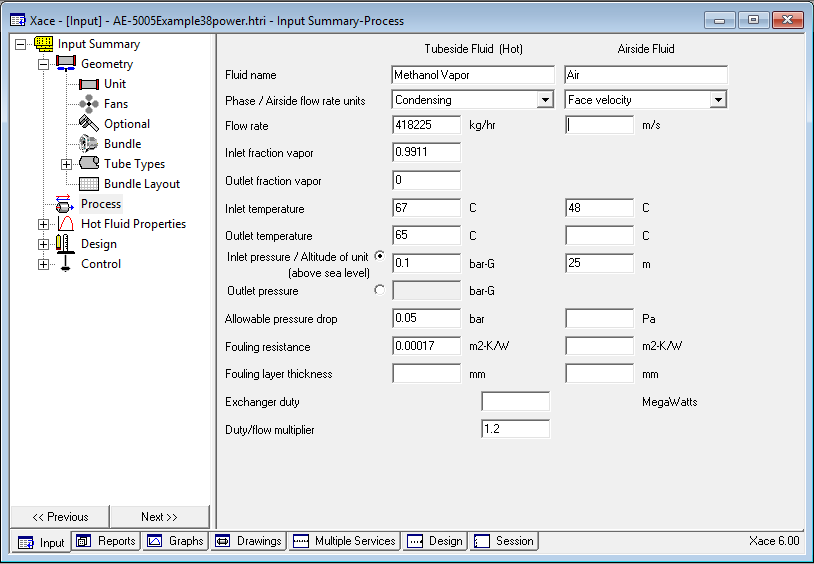 Xace - [Input] - AE-5005Example38power.htri - Input Summary-Process
Input Summary
Geometry
Unit
Fans
Optional
Bundle
Tube Types
Bundle Layout
Process
Hot Fluid Properties
Design
Control
<< Previous Next >>
Tubeside Fluid (Hot) Airside Fluid
Fluid name Methanol Vapor Air
Phase / Airside flow rate units Condensing Face velocity
Flow rate 418225 kg/hr m/s
Inlet fraction vapor 0.9911
Outlet fraction vapor 0
Inlet temperature 67 C 48 C
Outlet temperature 65 C C
Inlet pressure / Altitude of unit
(above sea level) 0.1 bar-G 25 m
Outlet pressure bar-G
Allowable pressure drop 0.05 bar Pa
Fouling resistance 0.00017 m2-K/W m2-K/W
Fouling layer thickness mm mm
Exchanger duty MegaWatts
Duty/flow multiplier 1.2
Input Reports Graphs Drawings Multiple Services Design Session Xace 6.00